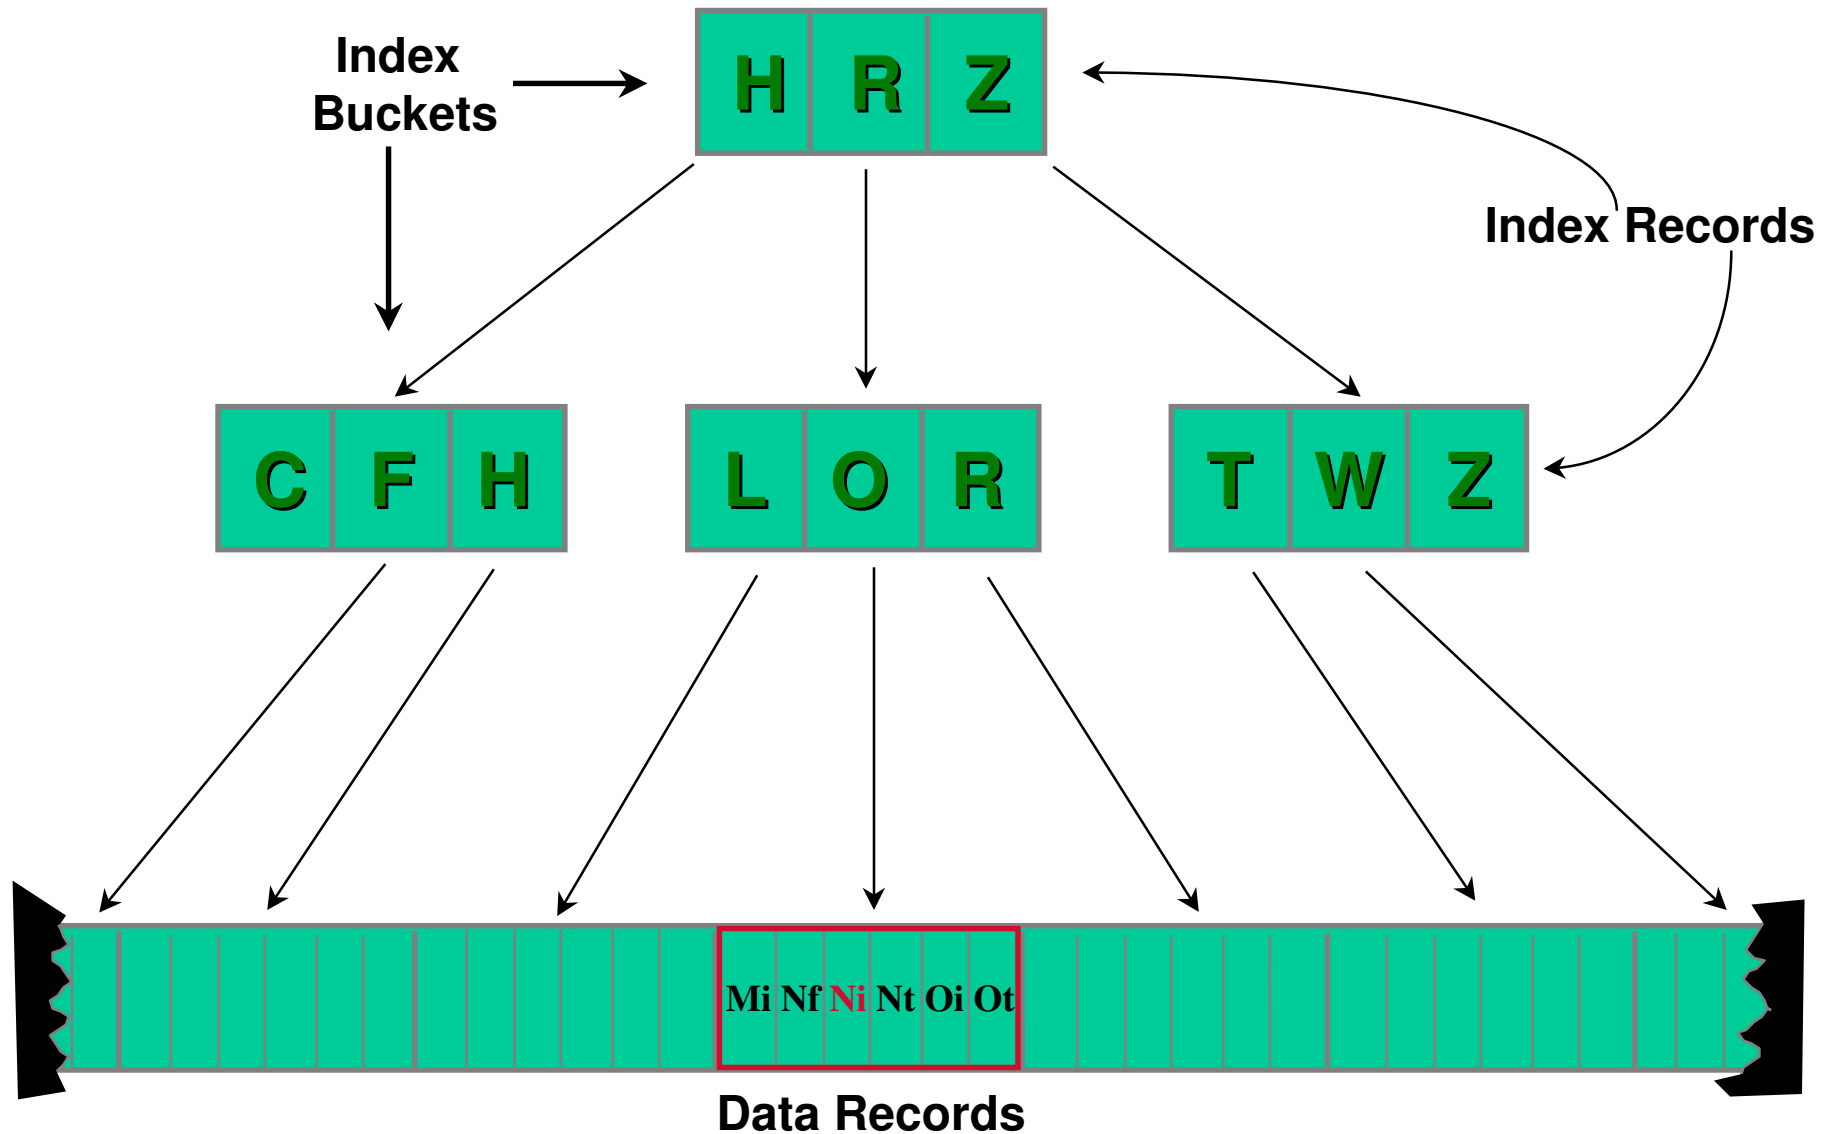 Index
Buckets
H R Z
Index Records
C F H
L O R
T W Z
Mi Nf Ni Nt Oi Ot
Data Records